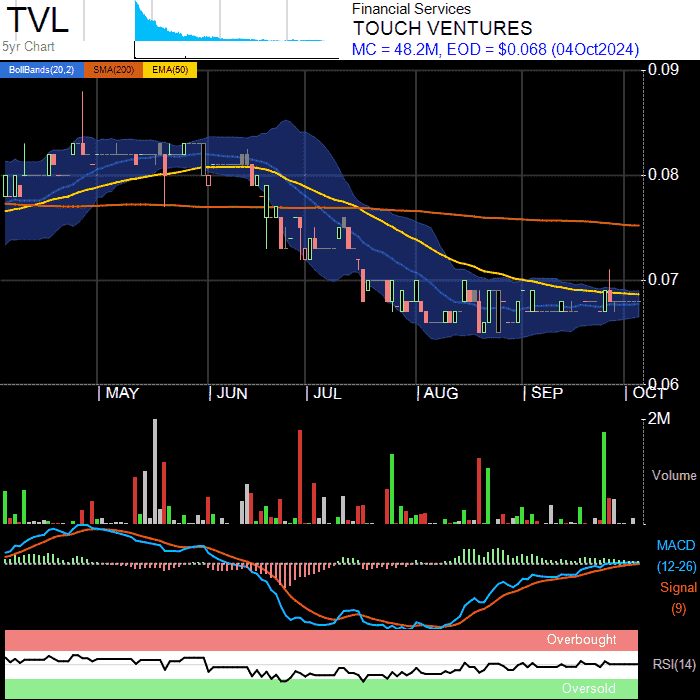 TVL
5yr Chart
Financial Services
TOUCH VENTURES
MC = 48.2M, EOD = $0.068 (04Oct2024)
BollBands(20,2) SMA(200) EMA(50)
0.09
0.08
0.07
0.06
MAY JUN JUL AUG SEP OCT
2M
Volume
MACD
(12-26)
Signal
(9)
Overbought
RSI(14)
Oversold